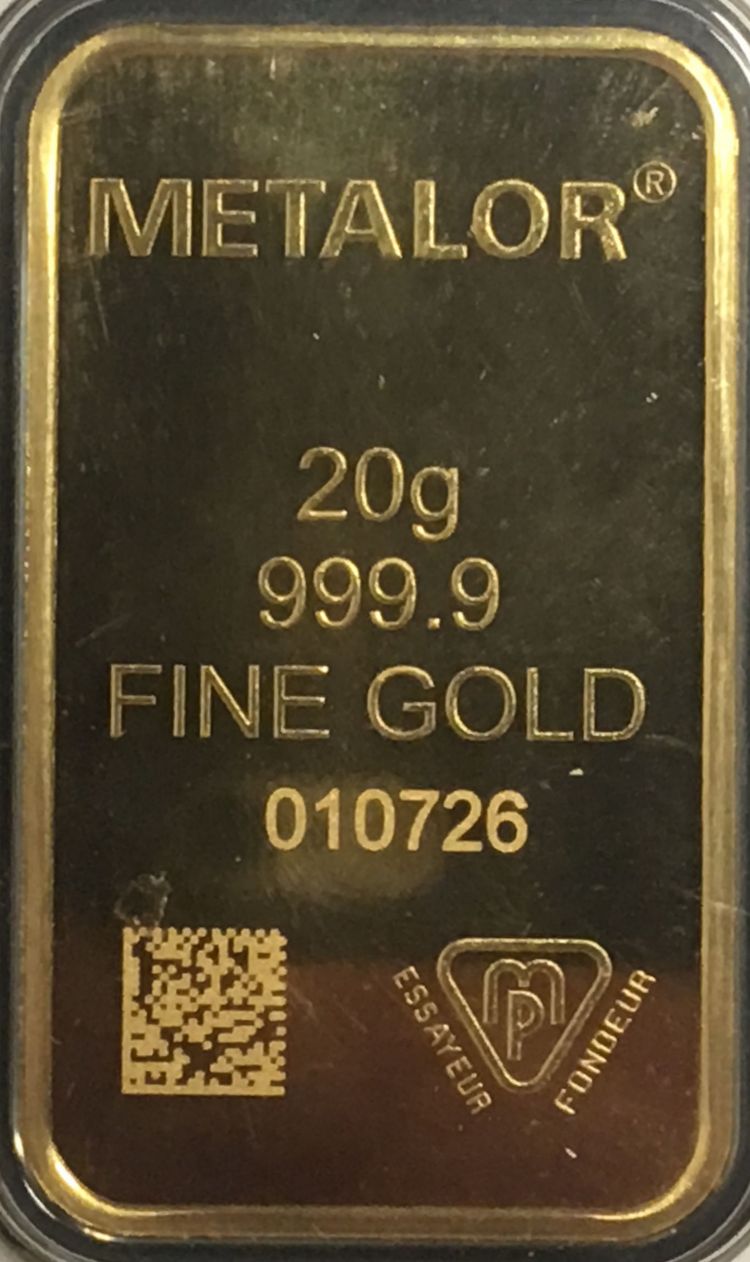 METALOR®
20g
999.9
FINE GOLD
010726
MP
ESSAYEUR
FONDEUR